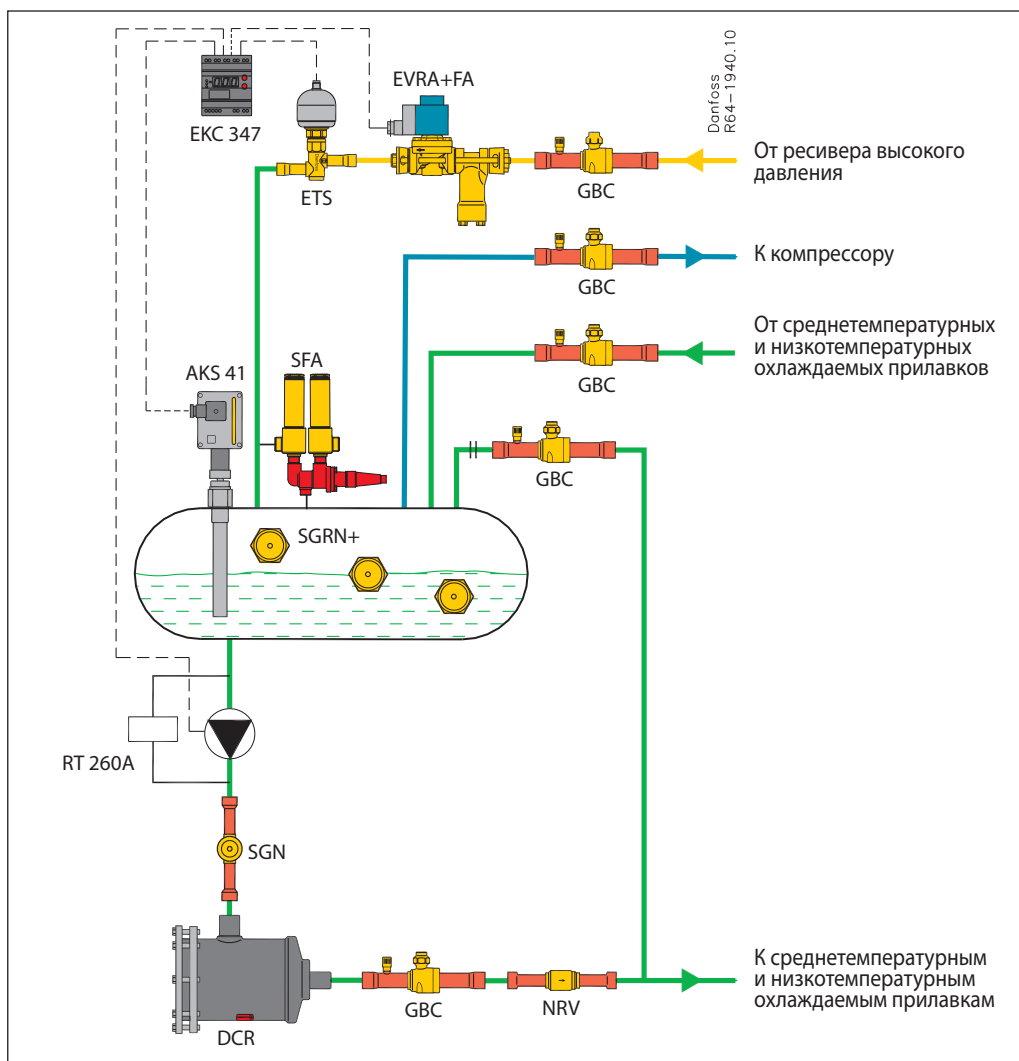 Danfoss
R64-1940.10
EKC 347
ETS
EVRA+FA
GBC
От ресивера высокого
давления
GBC
К компрессору
GBC
От среднетемпературных
и низкотемпературных
охлаждаемых прилавков
AKS 41
SFA
GBC
SGRN+
RT 260A
SGN
DCR
GBC
NRV
К среднетемпературным
и низкотемпературным
охлаждаемым прилавкам